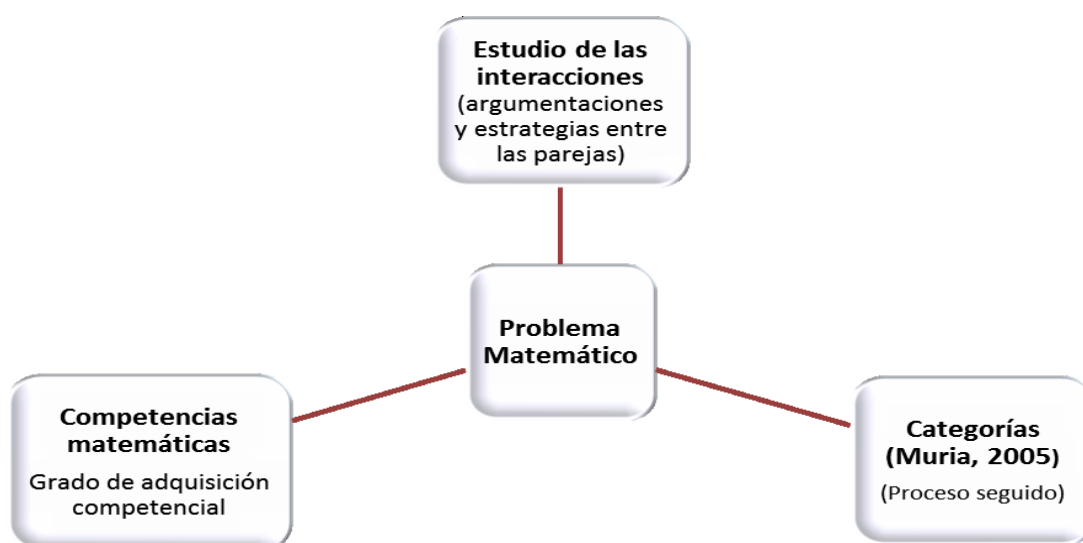 Estudio de las
interacciones
(argumentaciones
y estrategias entre
las parejas)
Problema
Matemático
Competencias
matemáticas
Grado de adquisición
competencial
Categorías
(Muria, 2005)
(Proceso seguido)